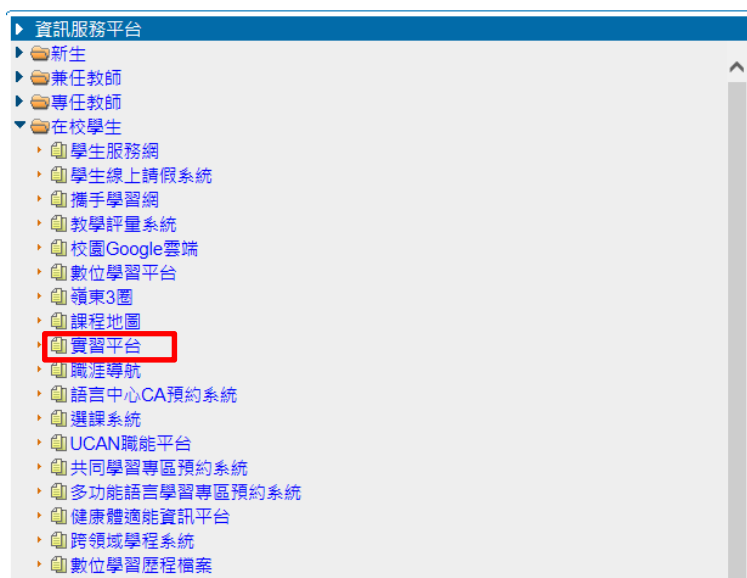 資訊服務平台
新生
兼任教師
專任教師
在校學生
學生服務網
學生線上請假系統
攜手學習網
教學評量系統
校園Google雲端
數位學習平台
嶺東3圈
課程地圖
實習平台
職涯導航
語言中心CA預約系統
選課系統
UCAN職能平台
共同學習專區預約系統
多功能語言學習專區預約系統
健康體適能資訊平台
跨領域學程系統
數位學習歷程檔案